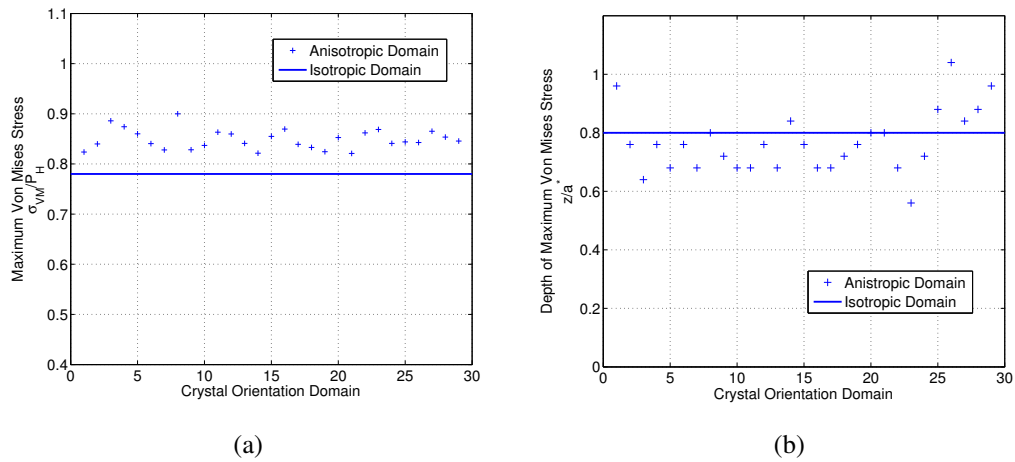 1.1
1
0.9
0.8
0.7
0.6
0.5
0.4
0
5
10
15
20
25
30
Maximum Von Mises Stress
σVM/PH
Crystal Orientation Domain
Anisotropic Domain
Isotropic Domain
(a)
1
0.8
0.6
0.4
0.2
0
0
5
10
15
20
25
30
Depth of Maximum Von Mises Stress
z/a*
Crystal Orientation Domain
Anistropic Domain
Isotropic Domain
(b)